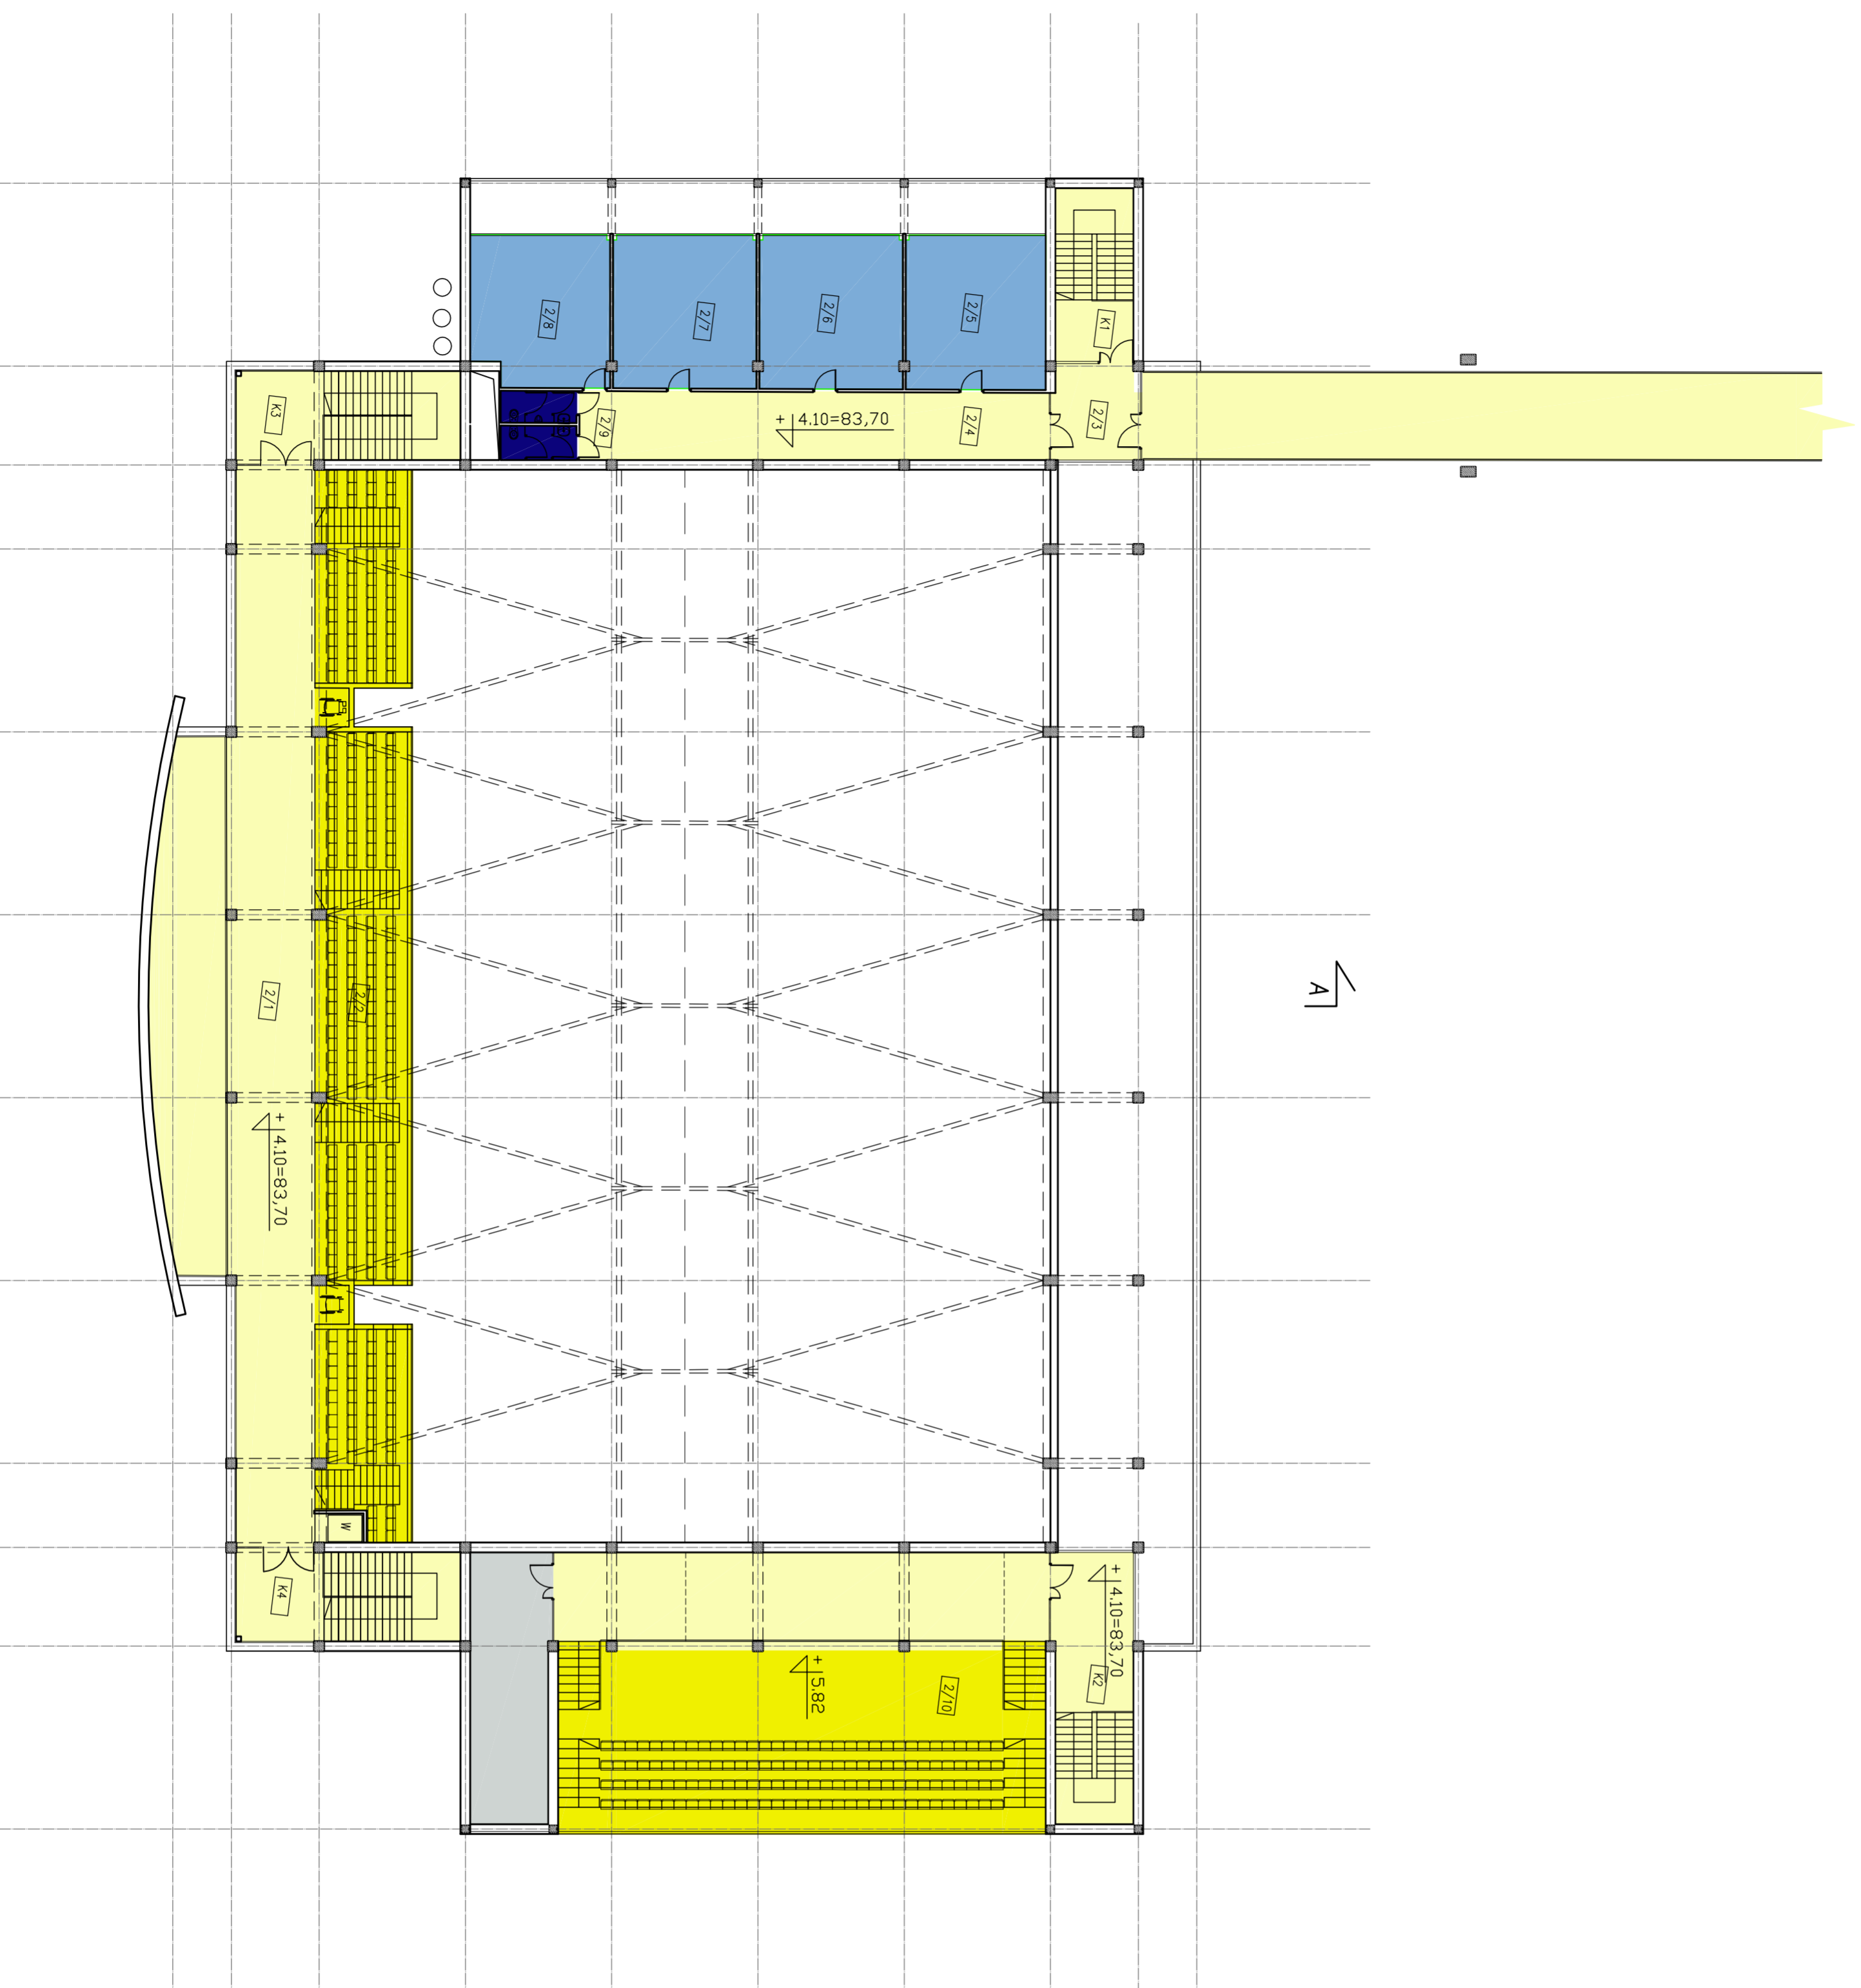 2/8
2/7
2/6
2/5
K1
K3
2/9
+ 4,10=83,70
2/4
2/3
2/1
2/2
A
+ 4,10=83,70
W
K4
+ 4,10=83,70
K2
+ 5,82
2/10